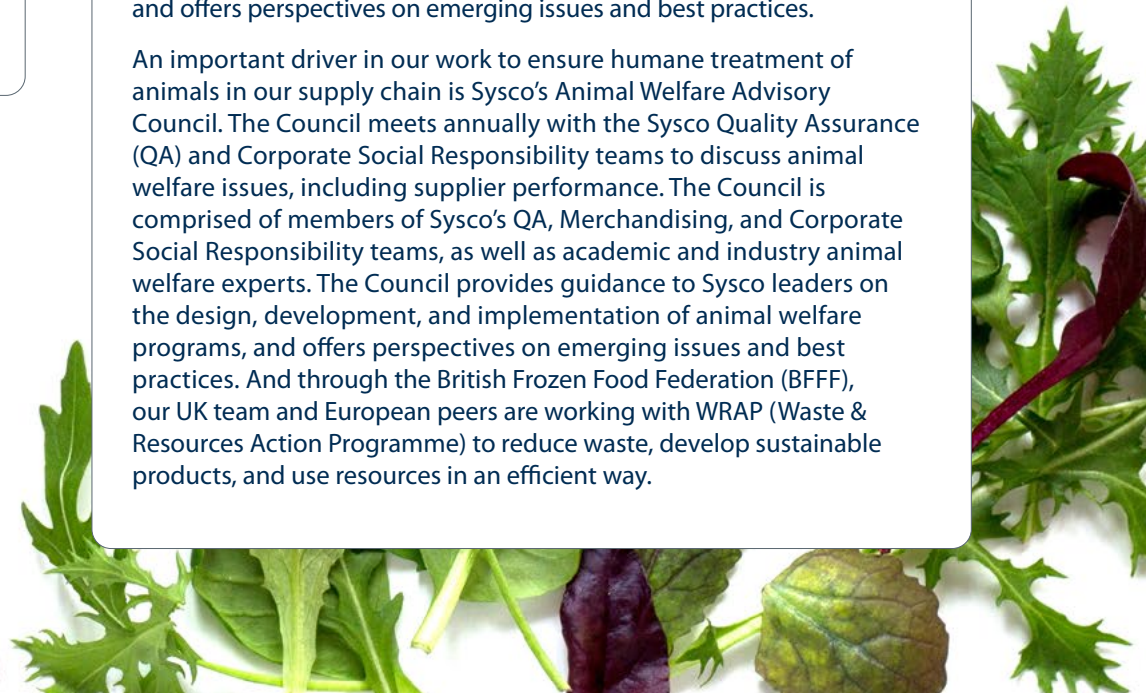 and offers perspectives on emerging issues and best practices.
An important driver in our work to ensure humane treatment of
animals in our supply chain is Sysco’s Animal Welfare Advisory
Council. The Council meets annually with the Sysco Quality Assurance
(QA) and Corporate Social Responsibility teams to discuss animal
welfare issues, including supplier performance. The Council is
comprised of members of Sysco’s QA, Merchandising, and Corporate
Social Responsibility teams, as well as academic and industry animal
welfare experts. The Council provides guidance to Sysco leaders on
the design, development, and implementation of animal welfare
programs, and offers perspectives on emerging issues and best
practices. And through the British Frozen Food Federation (BFFF),
our UK team and European peers are working with WRAP (Waste &
Resources Action Programme) to reduce waste, develop sustainable
products, and use resources in an efficient way.